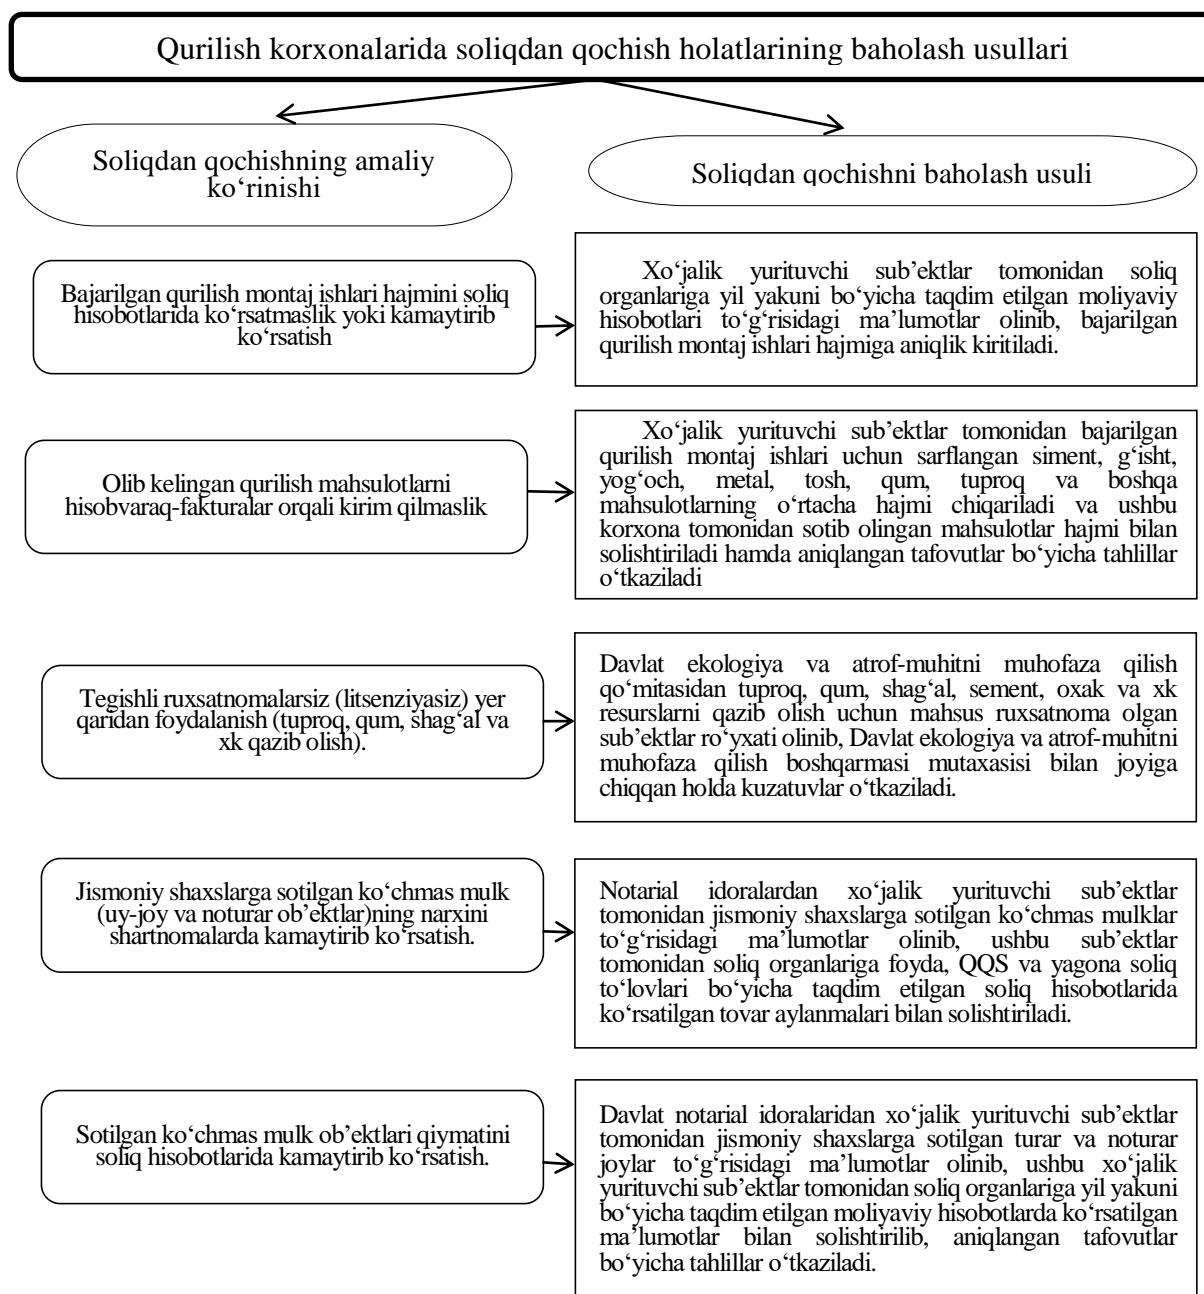 Qurilish korxonalarida soliqdan qochish holatlarining baholash usullari
Soliqdan qochishning amaliy
ko‘rinishi
Soliqdan qochishni baholash usuli
Bajarilgan qurilish montaj ishlari hajmini soliq
hisobotlarida ko‘rsatmaslik yoki kamaytirib
ko‘rsatish
Xo‘jalik yurituvchi sub’ektlar tomonidan soliq
organlariga yil yakuni bo‘yicha taqdim etilgan moliyaviy
hisobotlari to‘g‘risidagi ma’lumotlar olinib, bajarilgan
qurilish montaj ishlari hajmiga aniqlik kiritiladi.
Olib kelingan qurilish mahsulotlarni
hisobvaraq-fakturalar orqali kirim qilmaslik
Xo‘jalik yurituvchi sub’ektlar tomonidan bajarilgan
qurilish montaj ishlari uchun sarflangan siment, g‘isht,
yog‘och, metal, tosh, qum, tuproq va boshqa
mahsulotlarning o‘rtacha hajmi chiqariladi va ushbu
korxona tomonidan sotib olingan mahsulotlar hajmi bilan
solishtiriladi hamda aniqlangan tafovutlar bo‘yicha tahlillar
o‘tkaziladi
Tegishli ruxsatnomalarsiz (litsenziyasiz) yer
qaridan foydalanish (tuproq, qum, shag‘al va
xk qazib olish).
Davlat ekologiya va atrof-muhitni muhofaza qilish
qo‘mitasidan tuproq, qum, shag‘al, sement, oxak va xk
resurslarni qazib olish uchun mahsus ruxsatnoma olgan
sub’ektlar ro‘yxati olinib, Davlat ekologiya va atrof-muhitni
muhofaza qilish boshqarmasi mutaxasisi bilan joyiga
chiqqan holda kuzatuvlar o‘tkaziladi.
Jismoniy shaxslarga sotilgan ko‘chmas mulk
(uy-joy va noturar ob’ektlar)ning narxini
shartnomalarda kamaytirib ko‘rsatish.
Notarial idoralardan xo‘jalik yurituvchi sub’ektlar
tomonidan jismoniy shaxslarga sotilgan ko‘chmas mulklar
to‘g‘risidagi ma’lumotlar olinib, ushbu sub’ektlar
tomonidan soliq organlariga foyda, QQS va yagona soliq
to‘lovlari bo‘yicha taqdim etilgan soliq hisobotlarida
ko‘rsatilgan tovar aylanmalari bilan solishtiriladi.
Sotilgan ko‘chmas mulk ob’ektlari qiymatini
soliq hisobotlarida kamaytirib ko‘rsatish.
Davlat notarial idoralaridan xo‘jalik yurituvchi sub’ektlar
tomonidan jismoniy shaxslarga sotilgan turar va noturar
joylar to‘g‘risidagi ma’lumotlar olinib, ushbu xo‘jalik
yurituvchi sub’ektlar tomonidan soliq organlariga yil yakuni
bo‘yicha taqdim etilgan moliyaviy hisobotlarda ko‘rsatilgan
ma’lumotlar bilan solishtirilib, aniqlangan tafovutlar
bo‘yicha tahlillar o‘tkaziladi.